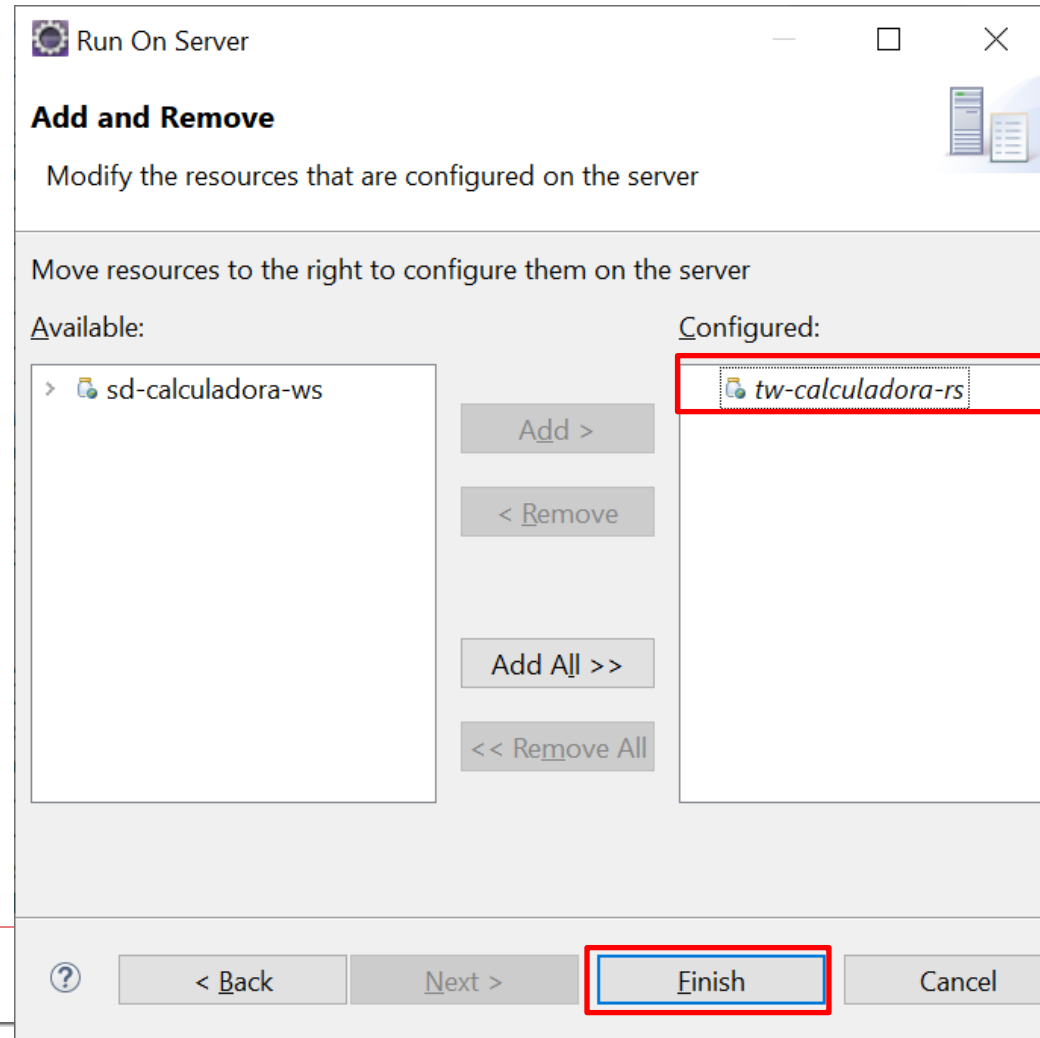 Run On Server
Add and Remove
Modify the resources that are configured on the server
Move resources to the right to configure them on the server
Available:
Configured:
sd-calculadora-ws
tw-calculadora-rs
Add >
< Remove
Add All >>
<< Remove All
?
< Back
Next >
Finish
Cancel